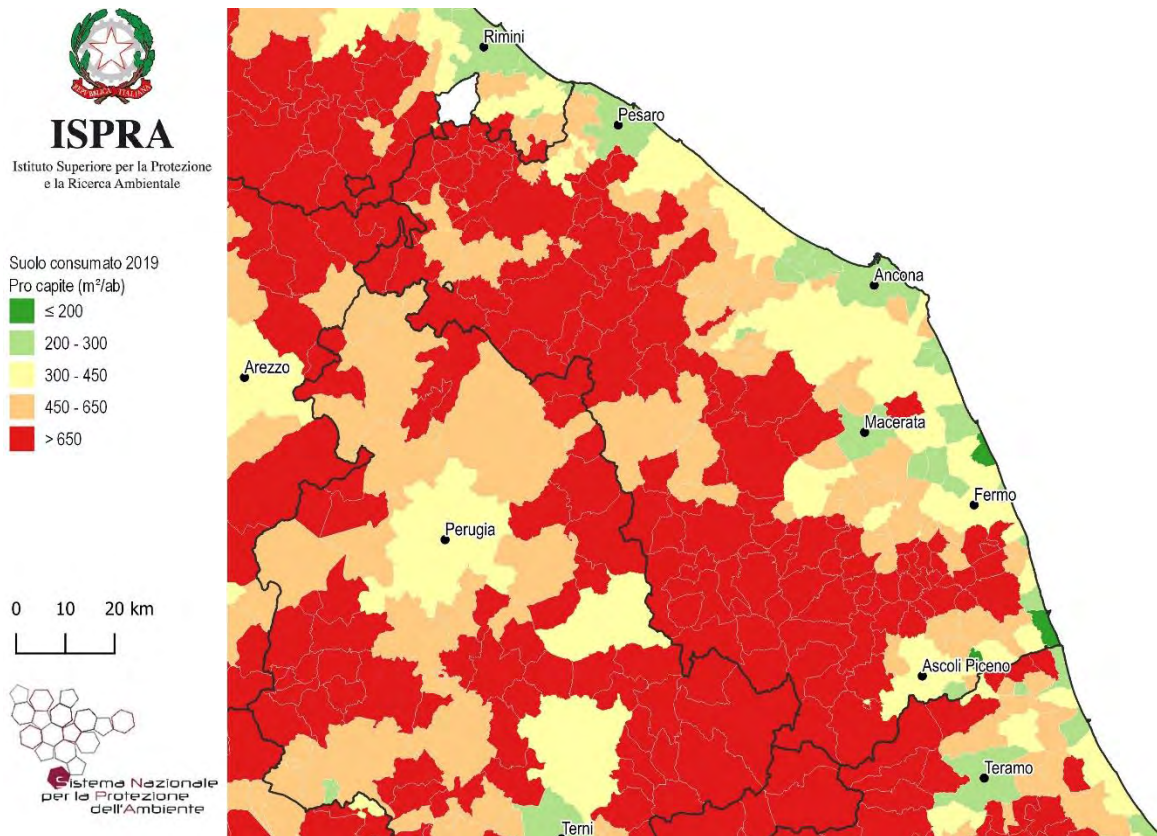 REPUBBLICA ITALIANA
ISPRA
Istituto Superiore per la Protezione
e la Ricerca Ambientale
Suolo consumato 2019
Pro capite (m²/ab)
≤ 200
200 - 300
300 - 450
450 - 650
> 650
0 10 20 km
Sistema Nazionale
per la Protezione
dell'Ambiente
Rimini
Pesaro
Ancona
Arezzo
Macerata
Fermo
Perugia
Ascoli Piceno
Teramo
Terni